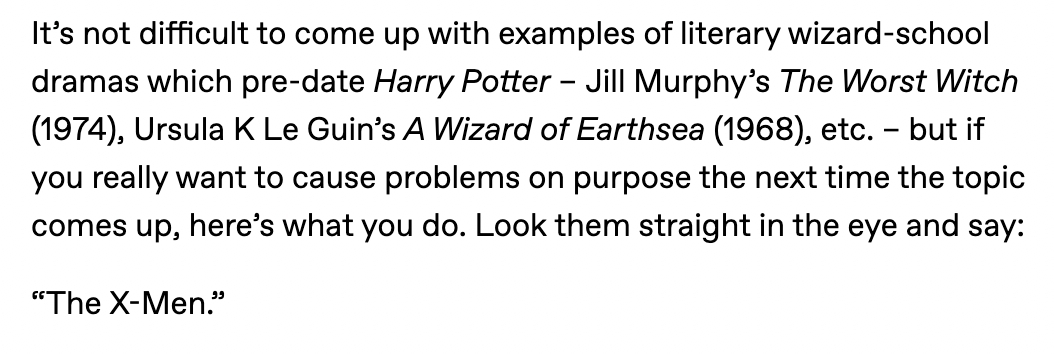 It’s not difficult to come up with examples of literary wizard-school
dramas which pre-date Harry Potter – Jill Murphy’s The Worst Witch
(1974), Ursula K Le Guin’s A Wizard of Earthsea (1968), etc. – but if
you really want to cause problems on purpose the next time the topic
comes up, here’s what you do. Look them straight in the eye and say:
“The X-Men.”